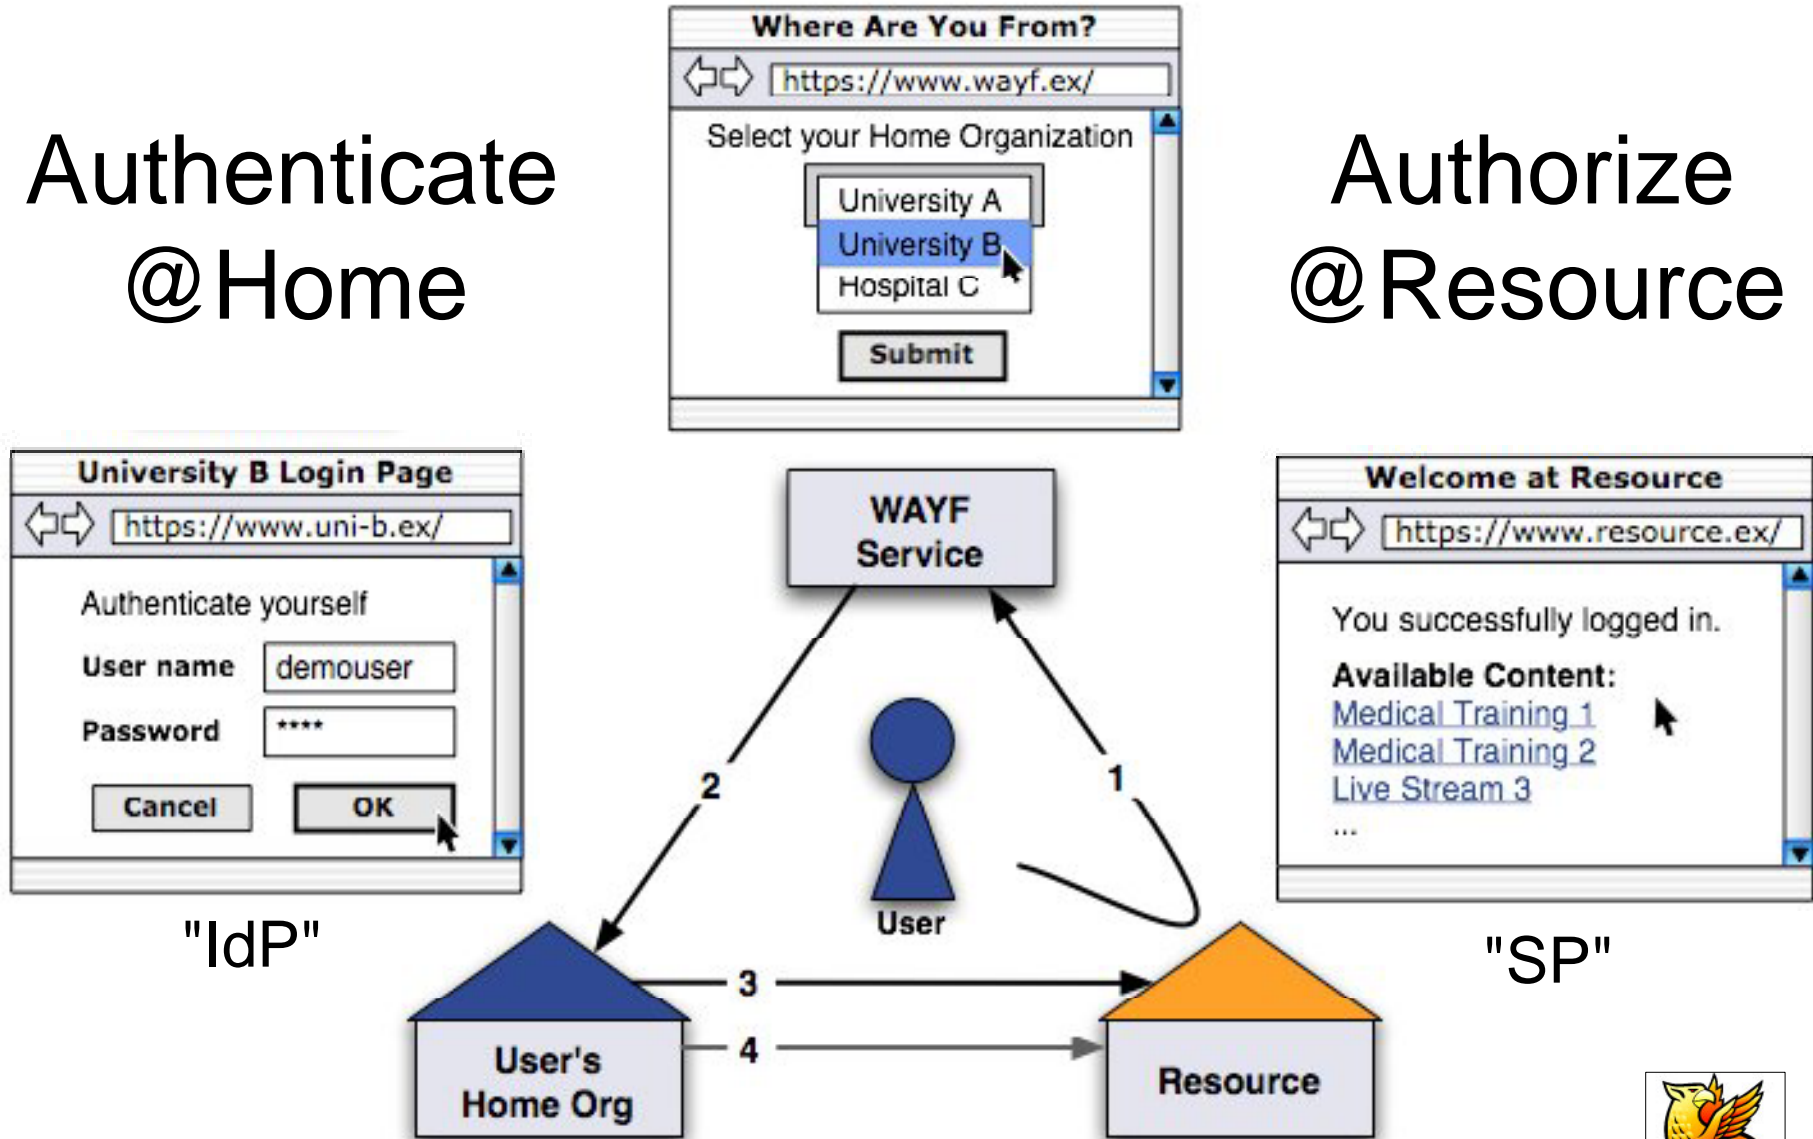 Where Are You From?
https://www.wayf.ex/
Select your Home Organization
University A
University B
Hospital C
Submit
Authenticate
@Home
Authorize
@Resource
University B Login Page
https://www.uni-b.ex/
Authenticate yourself
User name
demouser
Password
****
Cancel
OK
"IdP"
WAYF
Service
2
1
User
3
4
User's
Home Org
Resource
Welcome at Resource
https://www.resource.ex/
You successfully logged in.
Available Content:
Medical Training 1
Medical Training 2
Live Stream 3
...
"SP"